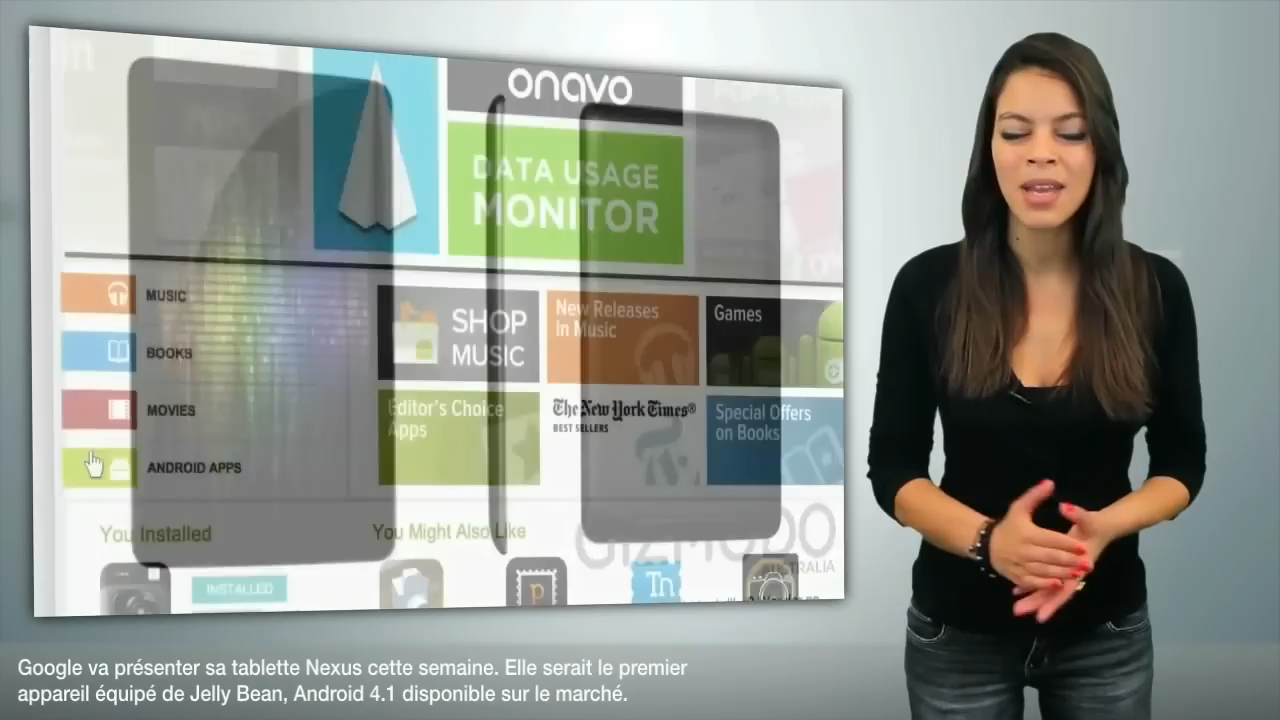 onavo
DATA USAGE
MONITOR
MUSIC
BOOKS
MOVIES
ANDROID APPS
SHOP
MUSIC
New Releases
in Music
Games
Editor's Choice
Apps
The New York Times®
BEST SELLERS
Special Offers
on Books
You Installed
You Might Also Like
GIZMODO
AUSTRALIA
INSTALLED
p
Tn
Google va présenter sa tablette Nexus cette semaine. Elle serait le premier
appareil équipé de Jelly Bean, Android 4.1 disponible sur le marché.